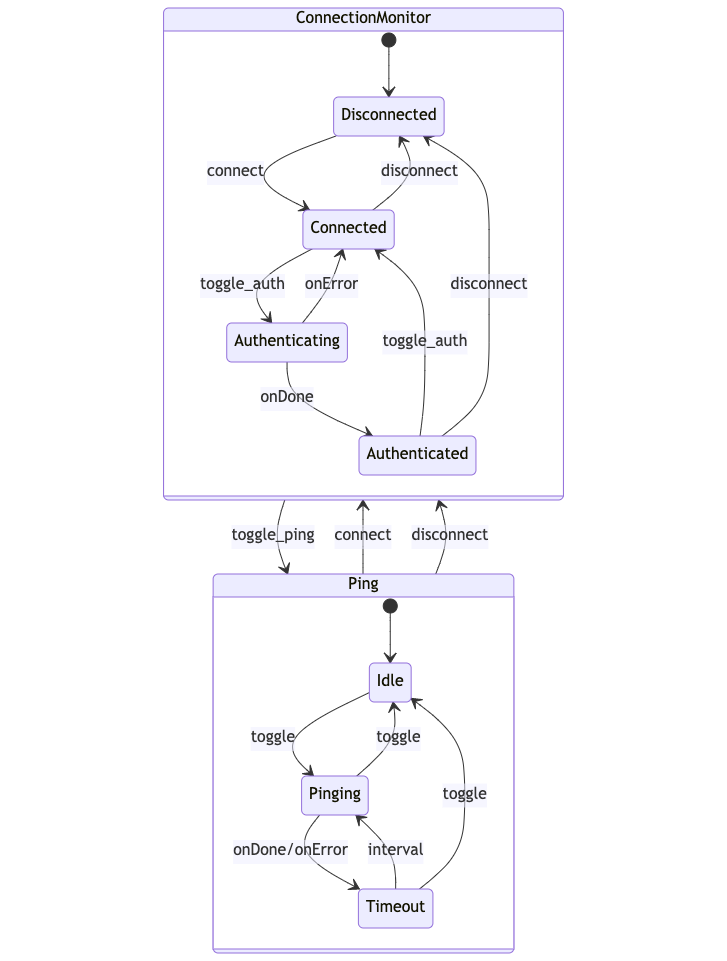 ConnectionMonitor
Disconnected
connect
disconnect
Connected
toggle_auth
onError
disconnect
Authenticating
toggle_auth
onDone
Authenticated
toggle_ping
connect
disconnect
Ping
Idle
toggle
toggle
Pinging
toggle
onDone/onError
interval
Timeout